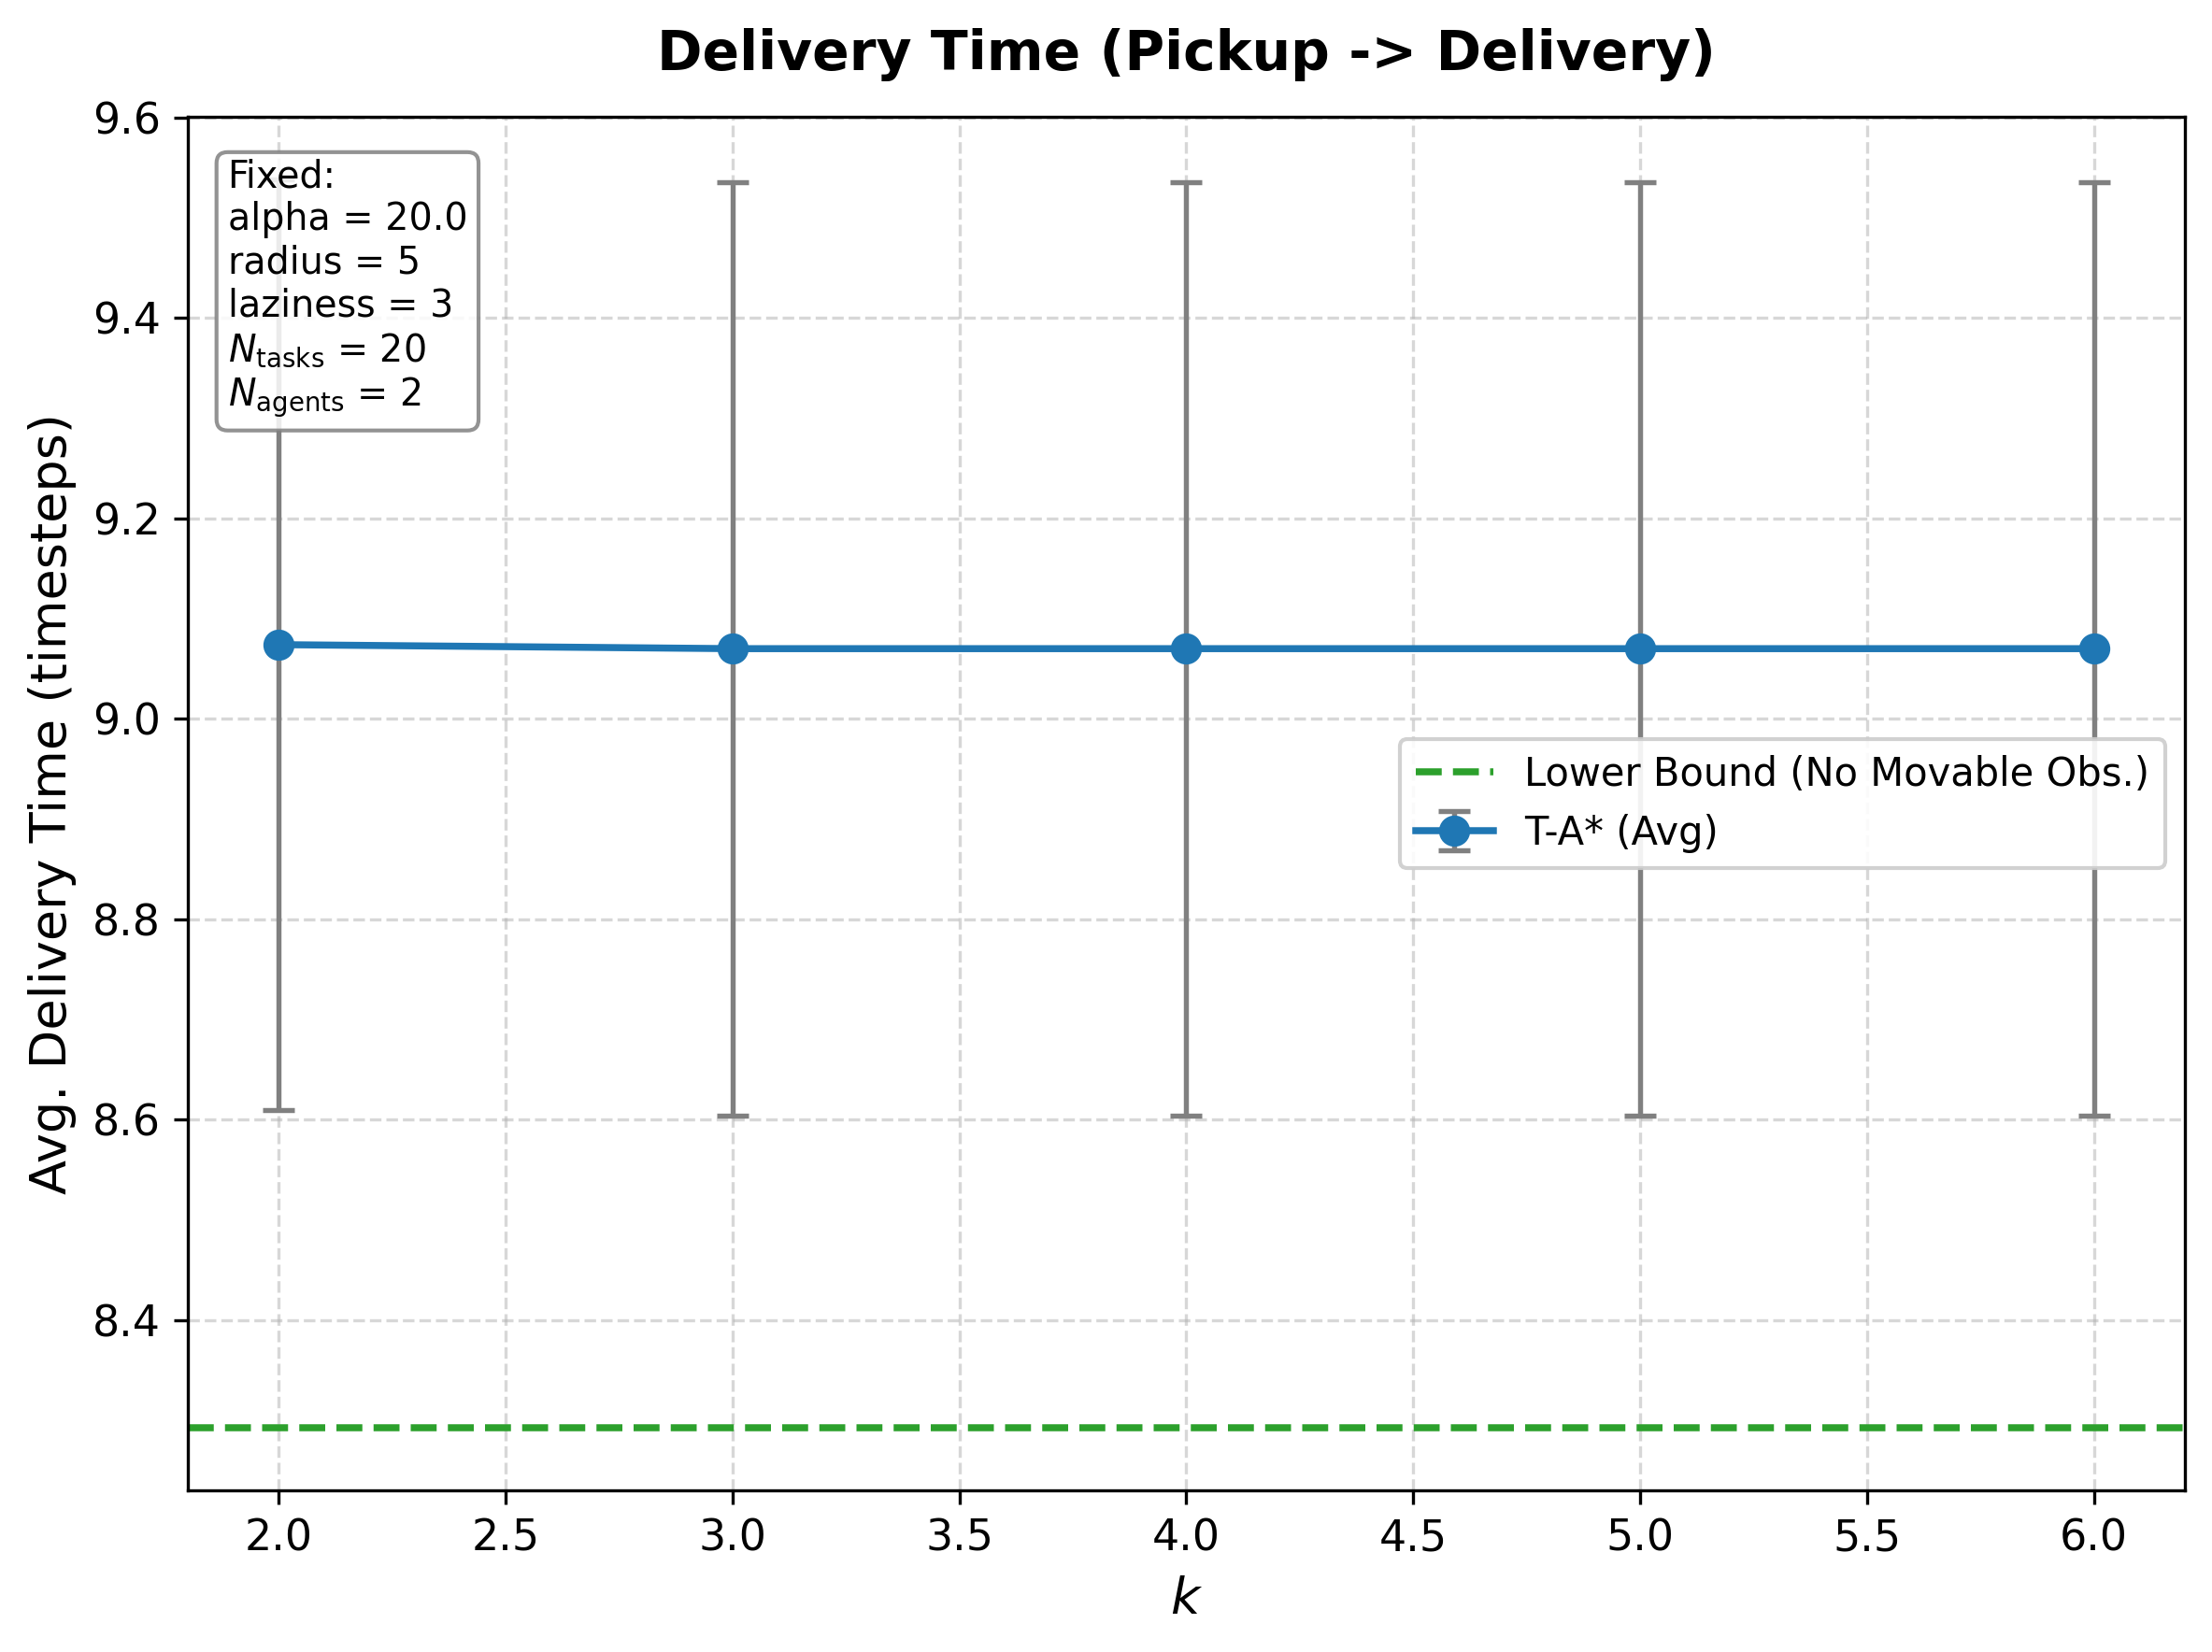 Delivery Time (Pickup -> Delivery)
9.6
9.4
9.2
9.0
8.8
8.6
8.4
Avg. Delivery Time (timesteps)
Fixed:
alpha = 20.0
radius = 5
laziness = 3
N_tasks = 20
N_agents = 2
Lower Bound (No Movable Obs.)
T-A* (Avg)
2.0 2.5 3.0 3.5 4.0 4.5 5.0 5.5 6.0
k